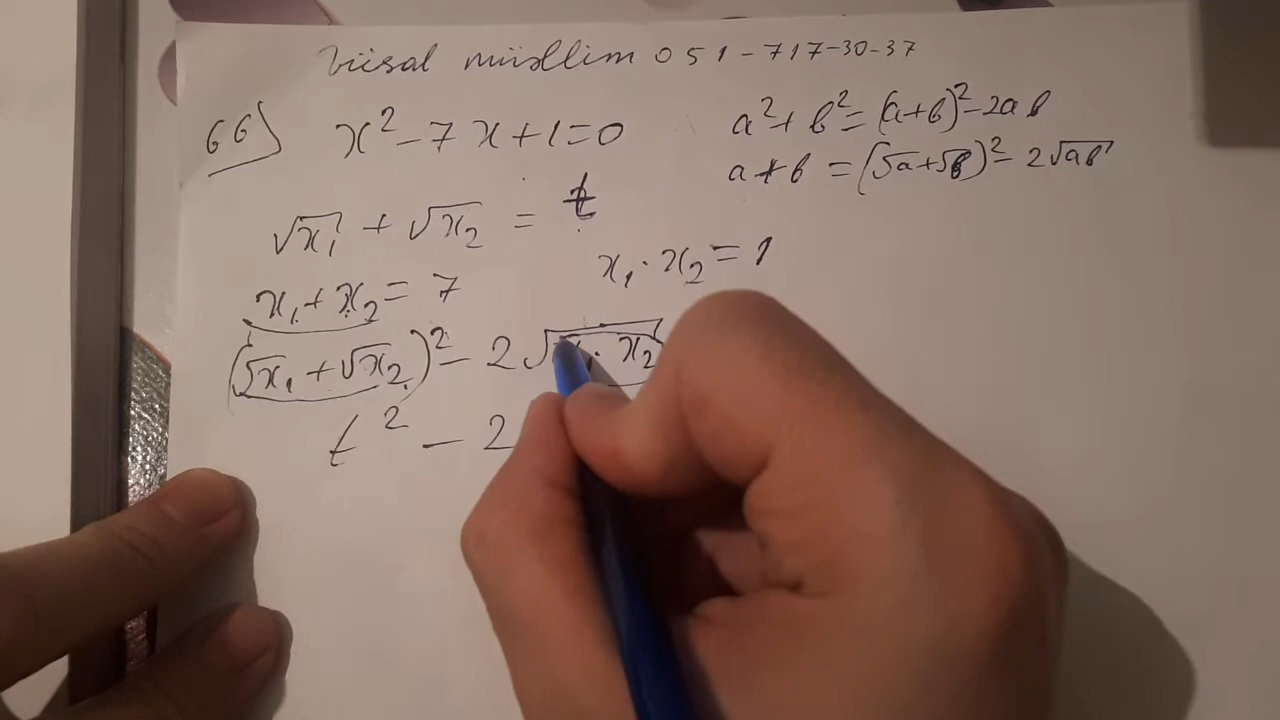 Vüsal müəllim 051-717-30-37
66) x²-7x+1=0
a²+b²=(a+b)²-2ab
a+b=(√a+√b)²-2√ab
√x₁+√x₂=t
x₁+x₂=7
x₁·x₂=1
(√x₁+√x₂)²-2√x₁·x₂
t²-2